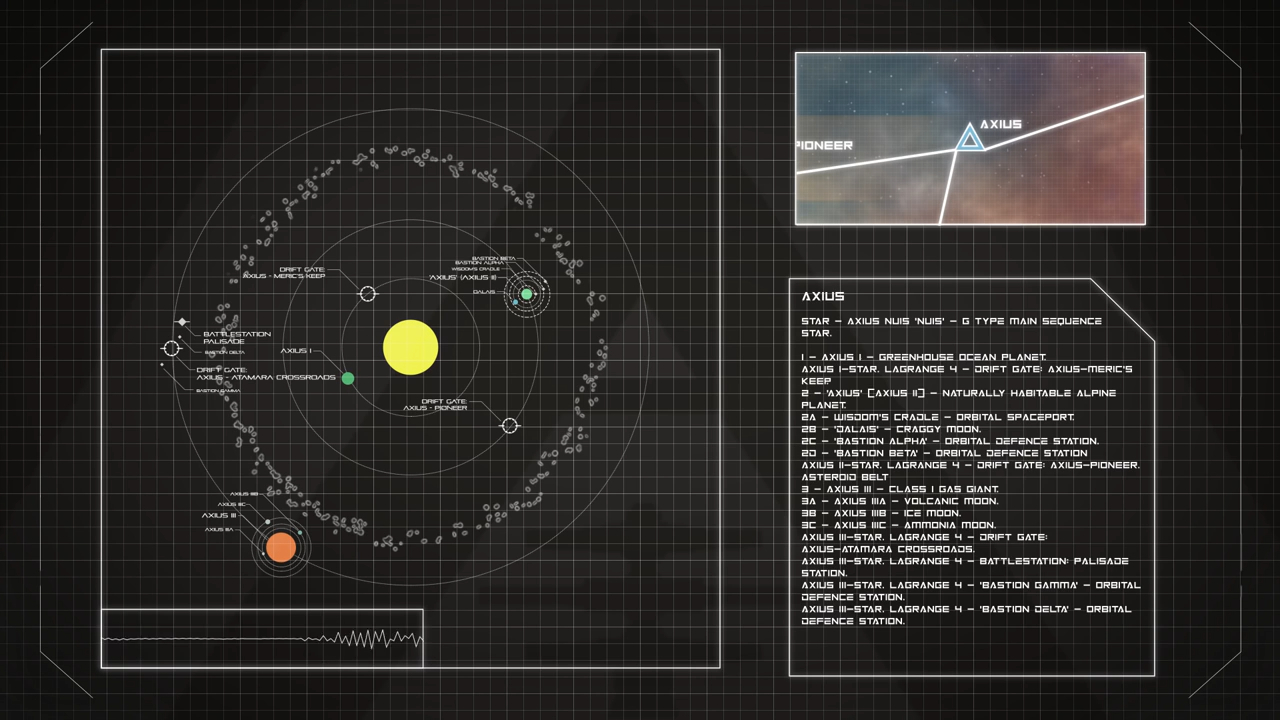 DRIFT GATE:
AXIUS - MERIC'S KEEP
BASTION BETA
BASTION ALPHA
WISDOM'S CRADLE
'AXIUS' (AXIUS II)
DALAIS
BATTLESTATION
PALISADE
BASTION DELTA
DRIFT GATE:
AXIUS - ATAMARA CROSSROADS
BASTION GAMMA
AXIUS I
DRIFT GATE:
AXIUS - PIONEER
AXIUS IIIB
AXIUS IIIC
AXIUS III
AXIUS IIIA
AXIUS
PIONEER
AXIUS
STAR – AXIUS NUIS 'NUIS' – G TYPE MAIN SEQUENCE
STAR.
1 – AXIUS I – GREENHOUSE OCEAN PLANET.
AXIUS I-STAR. LAGRANGE 4 – DRIFT GATE: AXIUS-MERIC'S
KEEP
2 – 'AXIUS' [AXIUS II] – NATURALLY HABITABLE ALPINE
PLANET.
2A – WISDOM'S CRADLE – ORBITAL SPACEPORT.
2B – 'DALAIS' – CRAGGY MOON.
2C – 'BASTION ALPHA' – ORBITAL DEFENCE STATION.
2D – 'BASTION BETA' – ORBITAL DEFENCE STATION
AXIUS II-STAR. LAGRANGE 4 – DRIFT GATE: AXIUS-PIONEER.
ASTEROID BELT
3 – AXIUS III – CLASS I GAS GIANT.
3A – AXIUS IIIA – VOLCANIC MOON.
3B – AXIUS IIIB – ICE MOON.
3C – AXIUS IIIC – AMMONIA MOON.
AXIUS III-STAR. LAGRANGE 4 – DRIFT GATE:
AXIUS-ATAMARA CROSSROADS.
AXIUS III-STAR. LAGRANGE 4 – BATTLESTATION: PALISADE
STATION.
AXIUS III-STAR. LAGRANGE 4 – 'BASTION GAMMA' – ORBITAL
DEFENCE STATION.
AXIUS III-STAR. LAGRANGE 4 – 'BASTION DELTA' – ORBITAL
DEFENCE STATION.